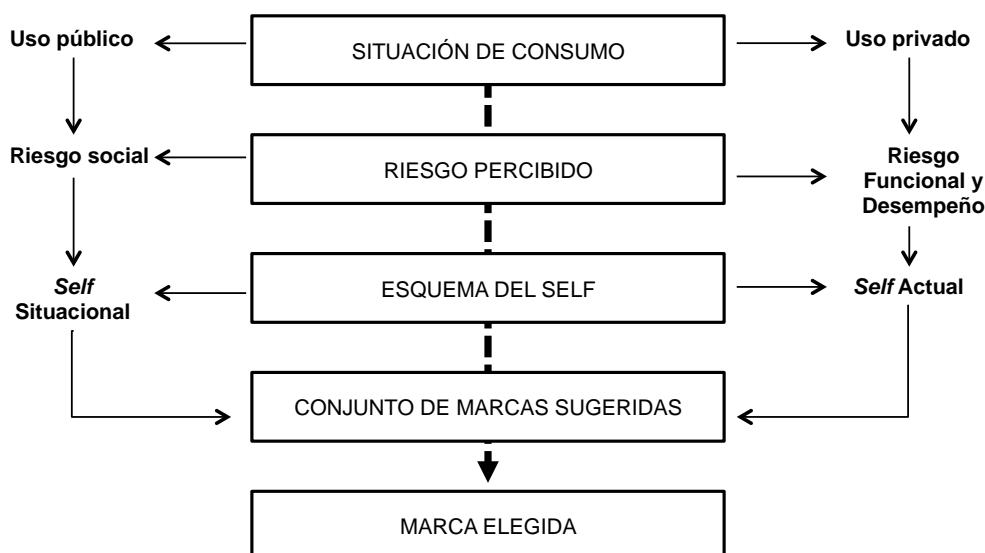 Uso público
SITUACIÓN DE CONSUMO
Uso privado
Riesgo social
RIESGO PERCIBIDO
Riesgo
Funcional y
Desempeño
Self
Situacional
ESQUEMA DEL SELF
Self Actual
CONJUNTO DE MARCAS SUGERIDAS
MARCA ELEGIDA